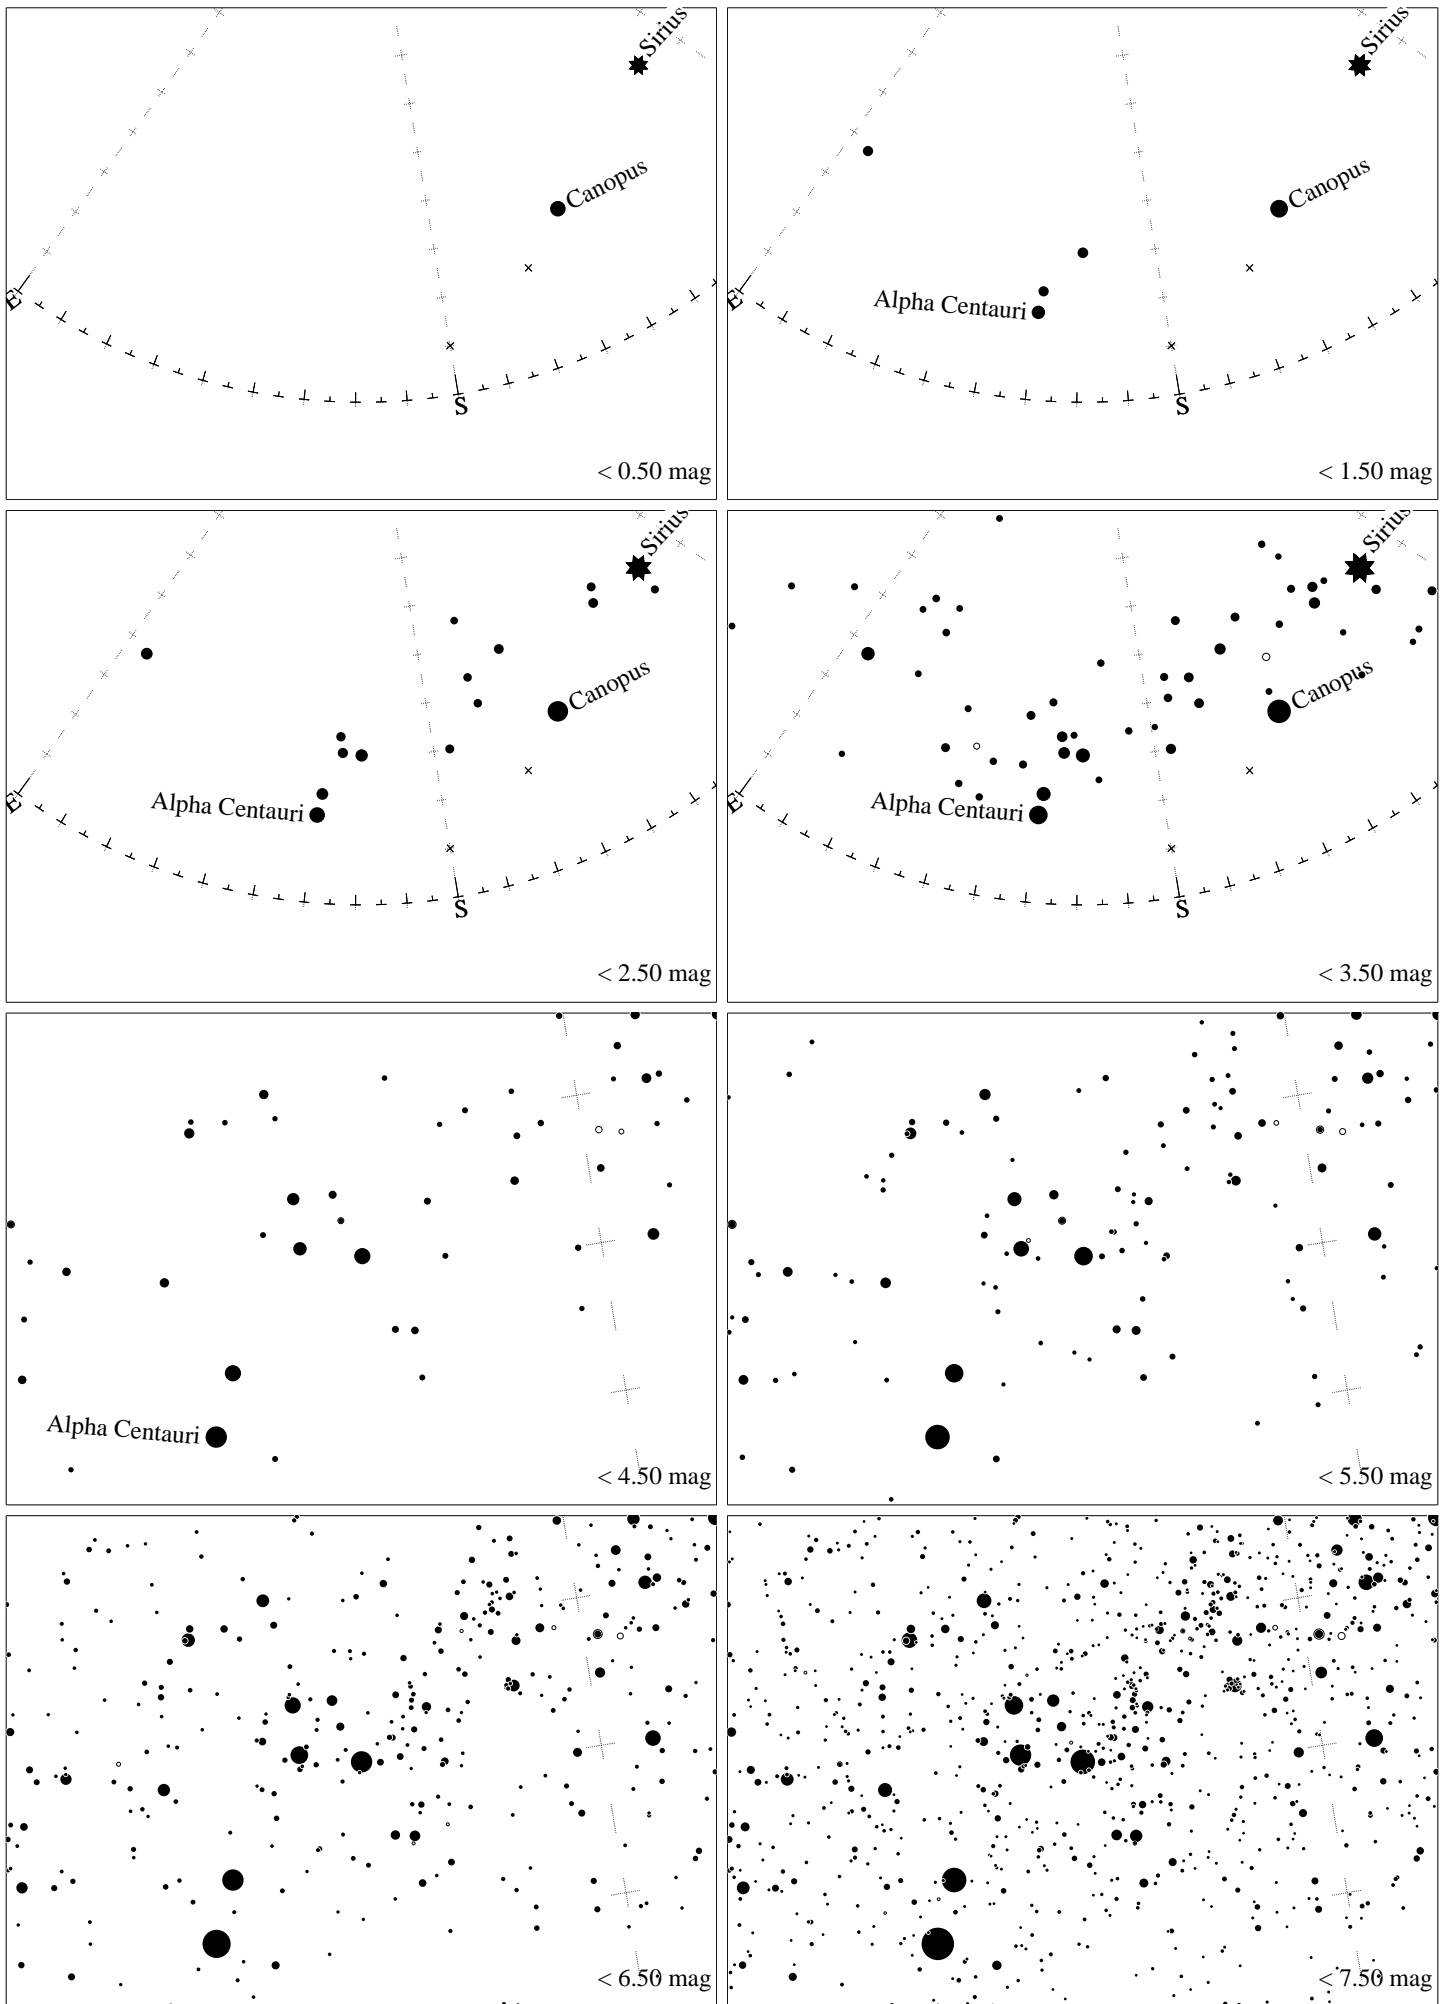 Sirius
Canopus
E
S
< 0.50 mag
Sirius
Canopus
Alpha Centauri
E
S
< 1.50 mag
Sirius
Canopus
Alpha Centauri
E
S
< 2.50 mag
Sirius
Canopus
Alpha Centauri
E
S
< 3.50 mag
Alpha Centauri
< 4.50 mag
< 5.50 mag
< 6.50 mag
< 7.50 mag